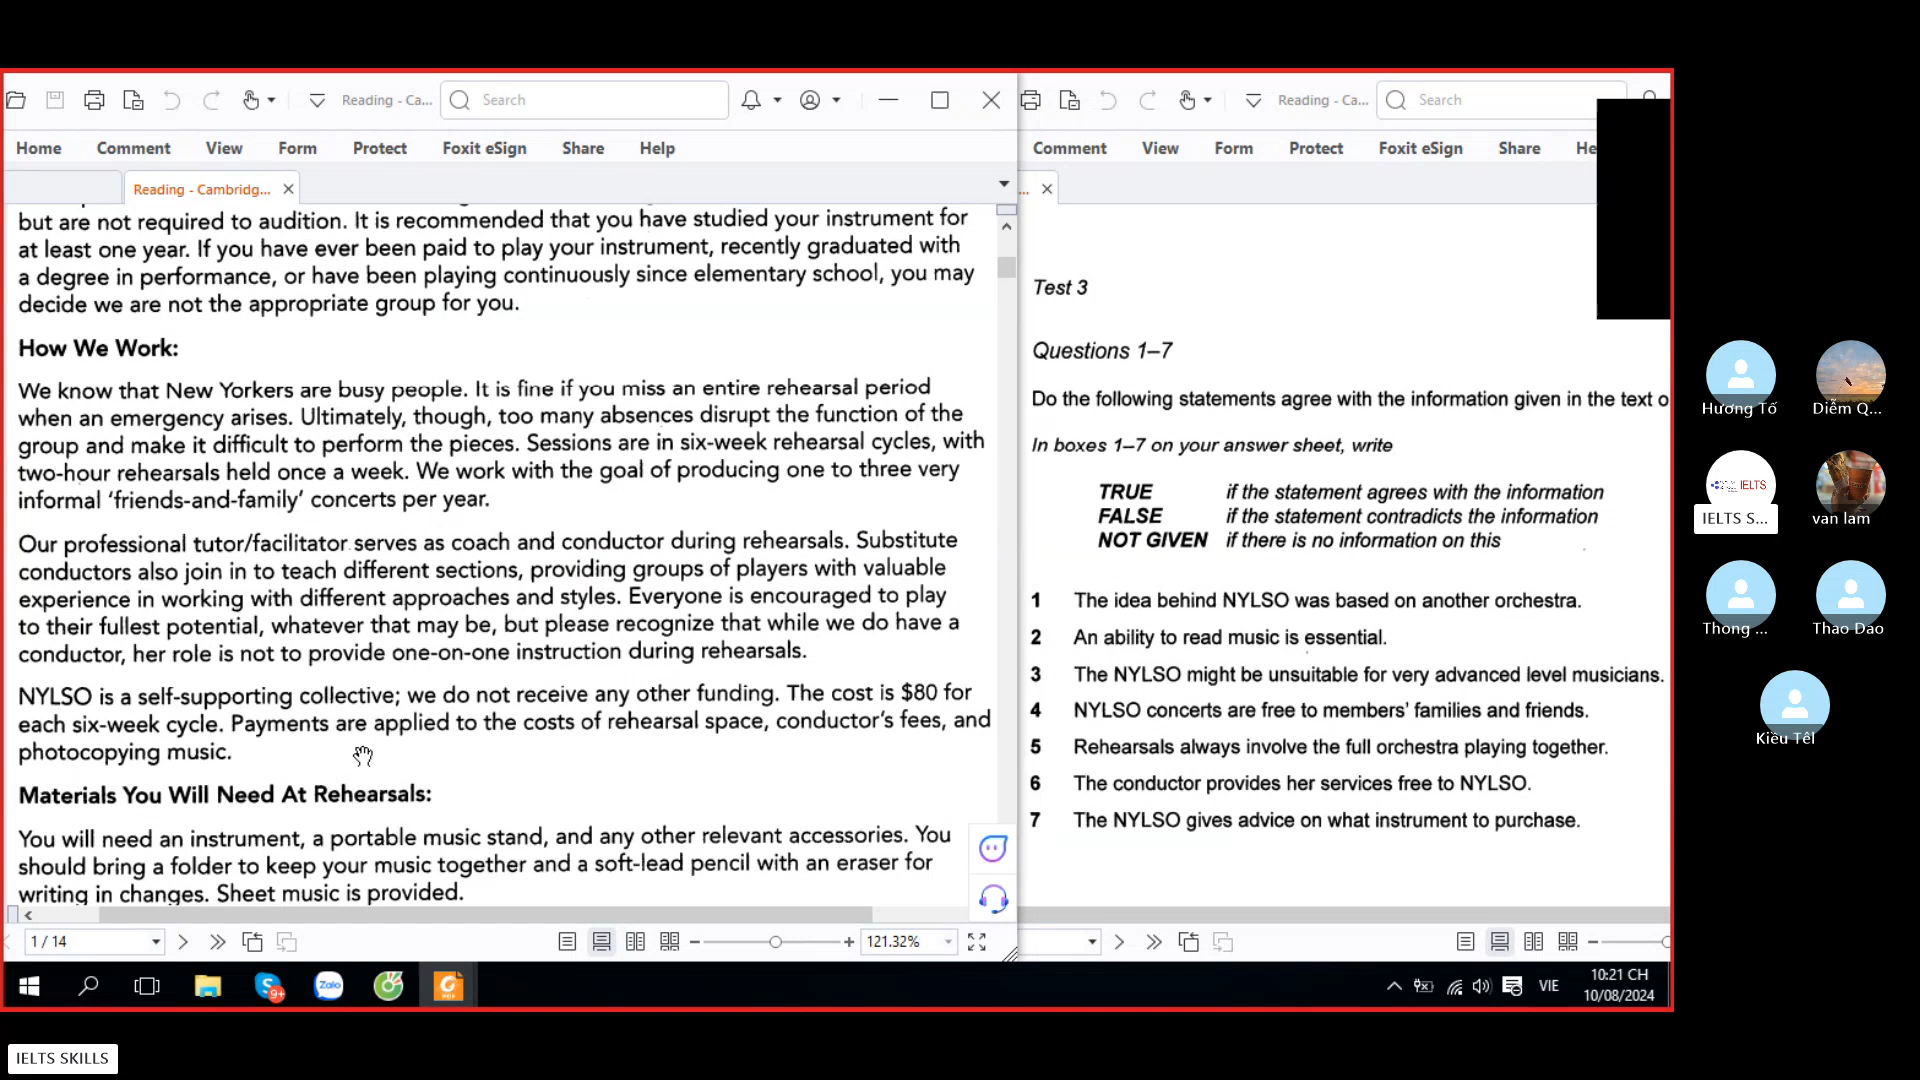 Reading - Ca...
Search
Reading - Ca...
Search
Home
Comment
View
Form
Protect
Foxit eSign
Share
Help
Comment
View
Form
Protect
Foxit eSign
Share
He
Reading - Cambridg...
...
but are not required to audition. It is recommended that you have studied your instrument for
at least one year. If you have ever been paid to play your instrument, recently graduated with
a degree in performance, or have been playing continuously since elementary school, you may
decide we are not the appropriate group for you.
How We Work:
We know that New Yorkers are busy people. It is fine if you miss an entire rehearsal period
when an emergency arises. Ultimately, though, too many absences disrupt the function of the
group and make it difficult to perform the pieces. Sessions are in six-week rehearsal cycles, with
two-hour rehearsals held once a week. We work with the goal of producing one to three very
informal ‘friends-and-family’ concerts per year.
Our professional tutor/facilitator serves as coach and conductor during rehearsals. Substitute
conductors also join in to teach different sections, providing groups of players with valuable
experience in working with different approaches and styles. Everyone is encouraged to play
to their fullest potential, whatever that may be, but please recognize that while we do have a
conductor, her role is not to provide one-on-one instruction during rehearsals.
NYLSO is a self-supporting collective; we do not receive any other funding. The cost is $80 for
each six-week cycle. Payments are applied to the costs of rehearsal space, conductor’s fees, and
photocopying music.
Materials You Will Need At Rehearsals:
You will need an instrument, a portable music stand, and any other relevant accessories. You
should bring a folder to keep your music together and a soft-lead pencil with an eraser for
writing in changes. Sheet music is provided.
Test 3
Questions 1–7
Do the following statements agree with the information given in the text o
In boxes 1–7 on your answer sheet, write
TRUE if the statement agrees with the information
FALSE if the statement contradicts the information
NOT GIVEN if there is no information on this
1 The idea behind NYLSO was based on another orchestra.
2 An ability to read music is essential.
3 The NYLSO might be unsuitable for very advanced level musicians.
4 NYLSO concerts are free to members’ families and friends.
5 Rehearsals always involve the full orchestra playing together.
6 The conductor provides her services free to NYLSO.
7 The NYLSO gives advice on what instrument to purchase.
1 / 14
121.32%
9+
Zalo
PDF
VIE
10:21 CH
10/08/2024
Hương Tố
Diễm Q...
IELTS
IELTS S...
van lam
Thong ...
Thao Dao
Kiều Têl
IELTS SKILLS